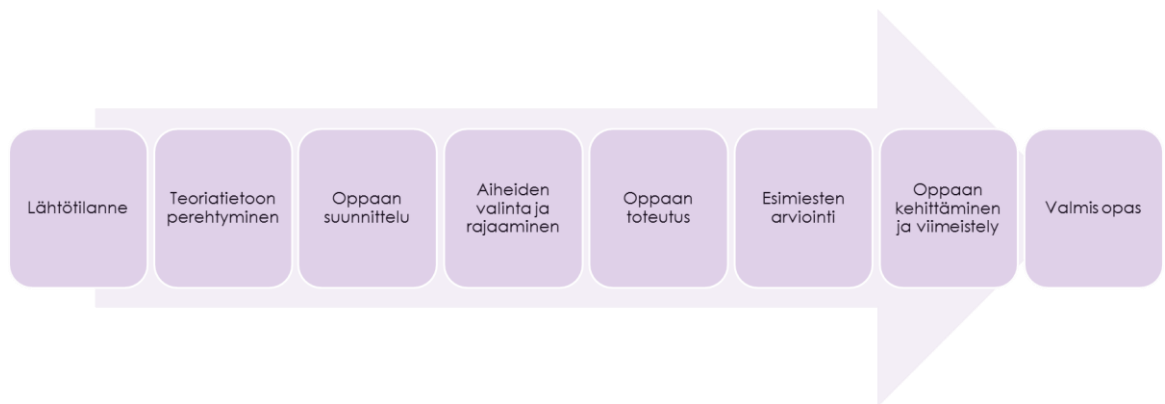 Lähtötilanne
Teoriatietoon
perehtyminen
Oppaan
suunnittelu
Aiheiden
valinta ja
rajaaminen
Oppaan
toteutus
Esimiesten
arviointi
Oppaan
kehittäminen
ja viimeistely
Valmis opas